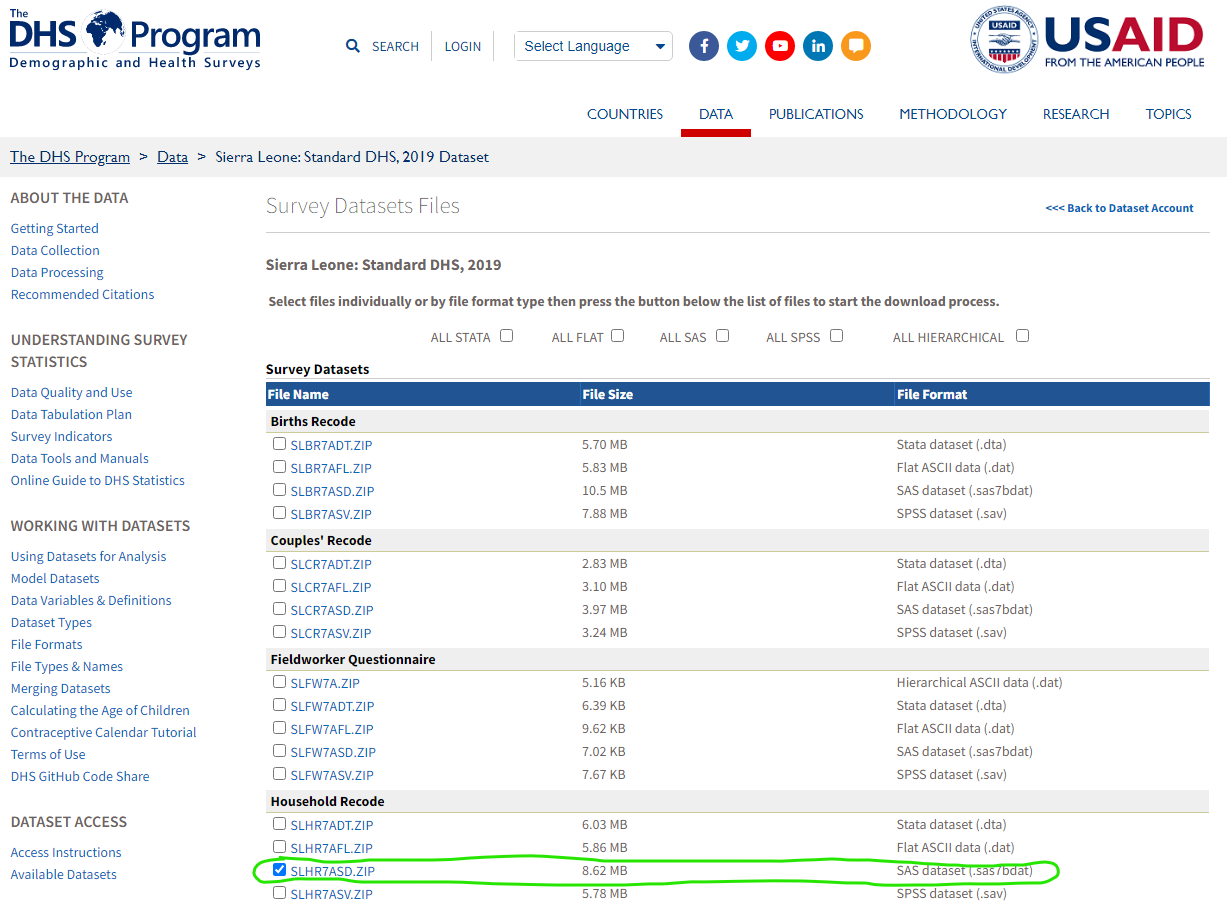 The
DHS Program
Demographic and Health Surveys
SEARCH
LOGIN
Select Language
USAID
FROM THE AMERICAN PEOPLE
COUNTRIES DATA PUBLICATIONS METHODOLOGY RESEARCH TOPICS
The DHS Program > Data > Sierra Leone: Standard DHS, 2019 Dataset
ABOUT THE DATA
Getting Started
Data Collection
Data Processing
Recommended Citations
UNDERSTANDING SURVEY
STATISTICS
Data Quality and Use
Data Tabulation Plan
Survey Indicators
Data Tools and Manuals
Online Guide to DHS Statistics
WORKING WITH DATASETS
Using Datasets for Analysis
Model Datasets
Data Variables & Definitions
Dataset Types
File Formats
File Types & Names
Merging Datasets
Calculating the Age of Children
Contraceptive Calendar Tutorial
Terms of Use
DHS GitHub Code Share
DATASET ACCESS
Access Instructions
Available Datasets
Survey Datasets Files
<<< Back to Dataset Account
Sierra Leone: Standard DHS, 2019
Select files individually or by file format type then press the button below the list of files to start the download process.
ALL STATA ALL FLAT ALL SAS ALL SPSS ALL HIERARCHICAL
Survey Datasets
File Name File Size File Format
Births Recode
SLBR7ADT.ZIP 5.70 MB Stata dataset (.dta)
SLBR7AFL.ZIP 5.83 MB Flat ASCII data (.dat)
SLBR7ASD.ZIP 10.5 MB SAS dataset (.sas7bdat)
SLBR7ASV.ZIP 7.88 MB SPSS dataset (.sav)
Couples' Recode
SLCR7ADT.ZIP 2.83 MB Stata dataset (.dta)
SLCR7AFL.ZIP 3.10 MB Flat ASCII data (.dat)
SLCR7ASD.ZIP 3.97 MB SAS dataset (.sas7bdat)
SLCR7ASV.ZIP 3.24 MB SPSS dataset (.sav)
Fieldworker Questionnaire
SLFW7A.ZIP 5.16 KB Hierarchical ASCII data (.dat)
SLFW7ADT.ZIP 6.39 KB Stata dataset (.dta)
SLFW7AFL.ZIP 9.62 KB Flat ASCII data (.dat)
SLFW7ASD.ZIP 7.02 KB SAS dataset (.sas7bdat)
SLFW7ASV.ZIP 7.67 KB SPSS dataset (.sav)
Household Recode
SLHR7ADT.ZIP 6.03 MB Stata dataset (.dta)
SLHR7AFL.ZIP 5.86 MB Flat ASCII data (.dat)
SLHR7ASD.ZIP 8.62 MB SAS dataset (.sas7bdat)
SLHR7ASV.ZIP 5.78 MB SPSS dataset (.sav)